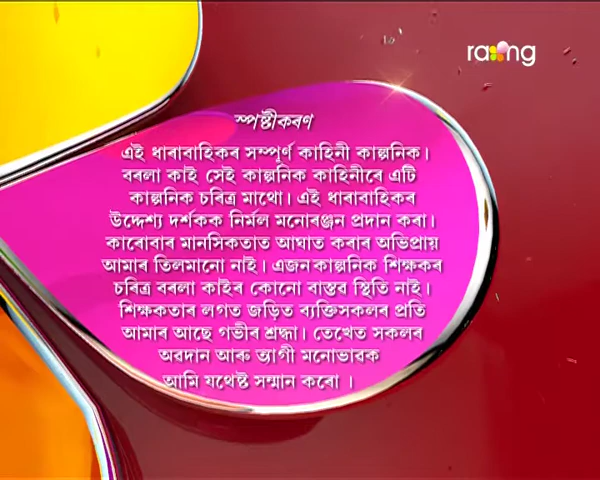 rang
স্পষ্টীকৰণ
এই ধাৰাবাহিকৰ সম্পূৰ্ণ কাহিনী কাল্পনিক।
বৰলা কাই সেই কাল্পনিক কাহিনীৰে এটি
কাল্পনিক চৰিত্ৰ মাথো। এই ধাৰাবাহিকৰ
উদ্দেশ্য দৰ্শকক নিৰ্মল মনোৰঞ্জন প্ৰদান কৰা।
কাৰোবাৰ মানসিকতাত আঘাত কৰাৰ অভিপ্ৰায়
আমাৰ তিলমানো নাই। এজন কাল্পনিক শিক্ষকৰ
চৰিত্ৰ বৰলা কাইৰ কোনো বাস্তৱ স্থিতি নাই।
শিক্ষকতাৰ লগত জড়িত ব্যক্তিসকলৰ প্ৰতি
আমাৰ আছে গভীৰ শ্ৰদ্ধা। তেখেত সকলৰ
অৱদান আৰু ত্যাগী মনোভাৱক
আমি যথেষ্ট সন্মান কৰো ।